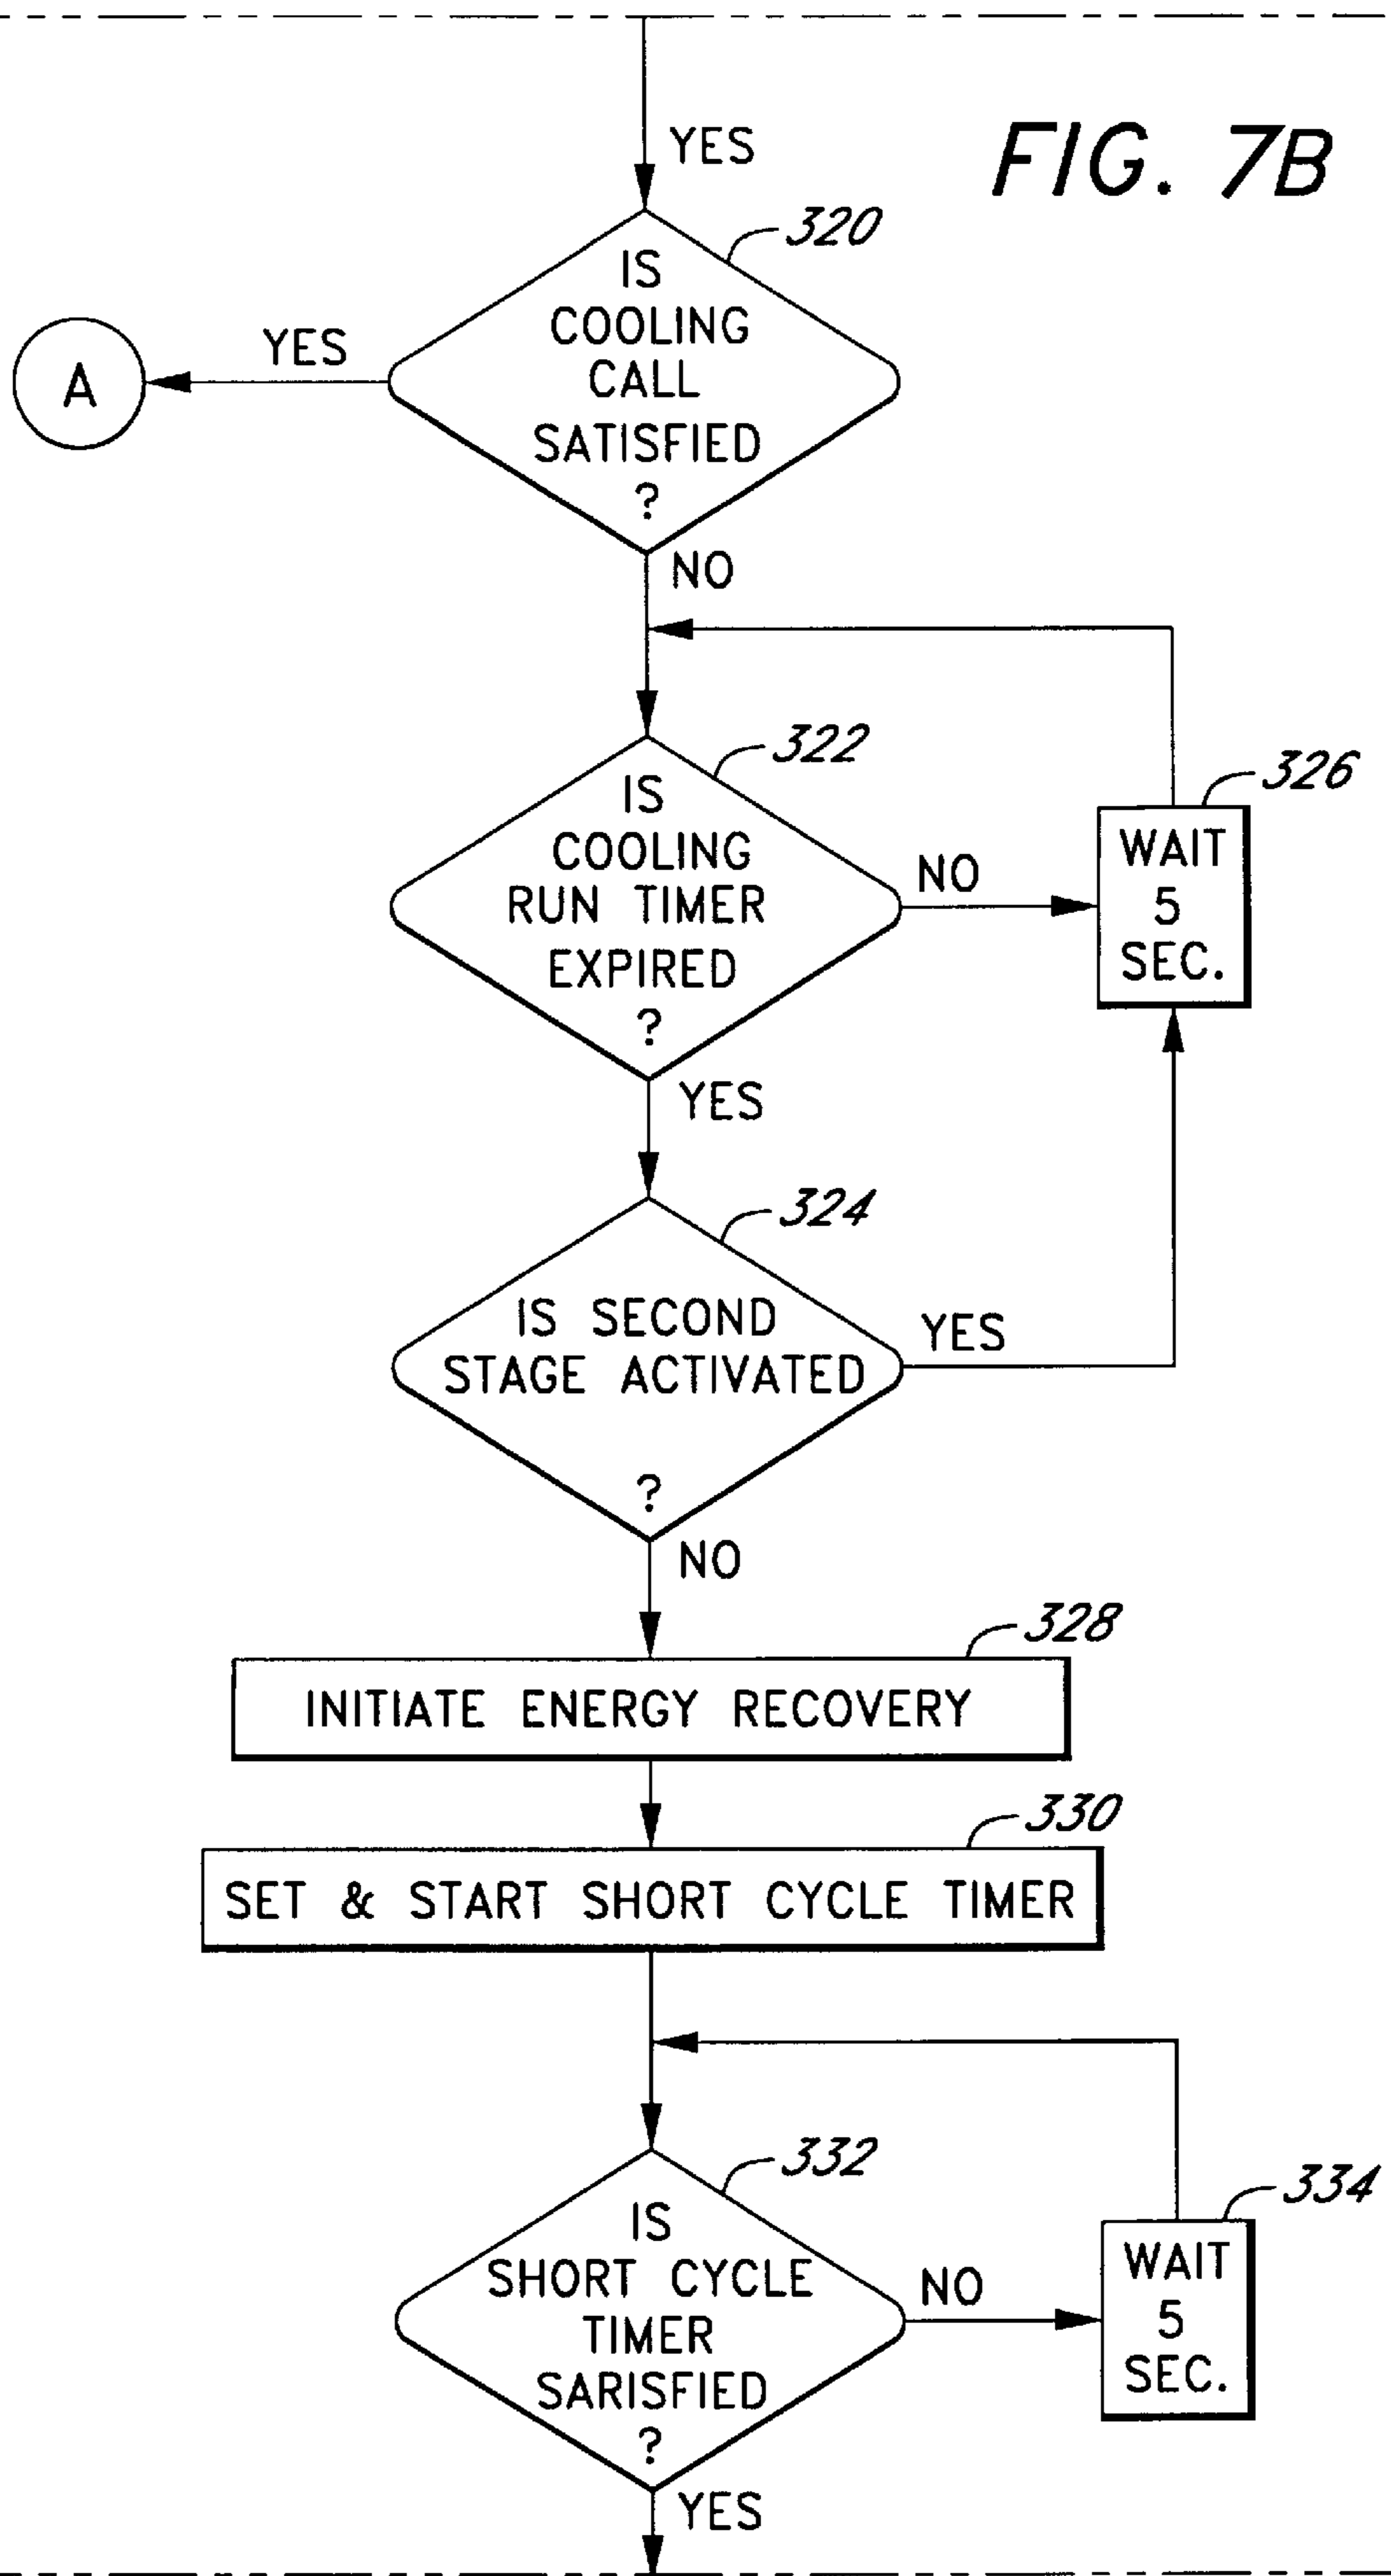 FIG. 7B
YES
320
IS
COOLING
CALL
SATISFIED
?
YES
A
NO
322
IS
COOLING
RUN TIMER
EXPIRED
?
NO
326
WAIT
5
SEC.
YES
324
IS SECOND
STAGE ACTIVATED
?
YES
NO
328
INITIATE ENERGY RECOVERY
330
SET & START SHORT CYCLE TIMER
332
IS
SHORT CYCLE
TIMER
SARISFIED
?
NO
334
WAIT
5
SEC.
YES